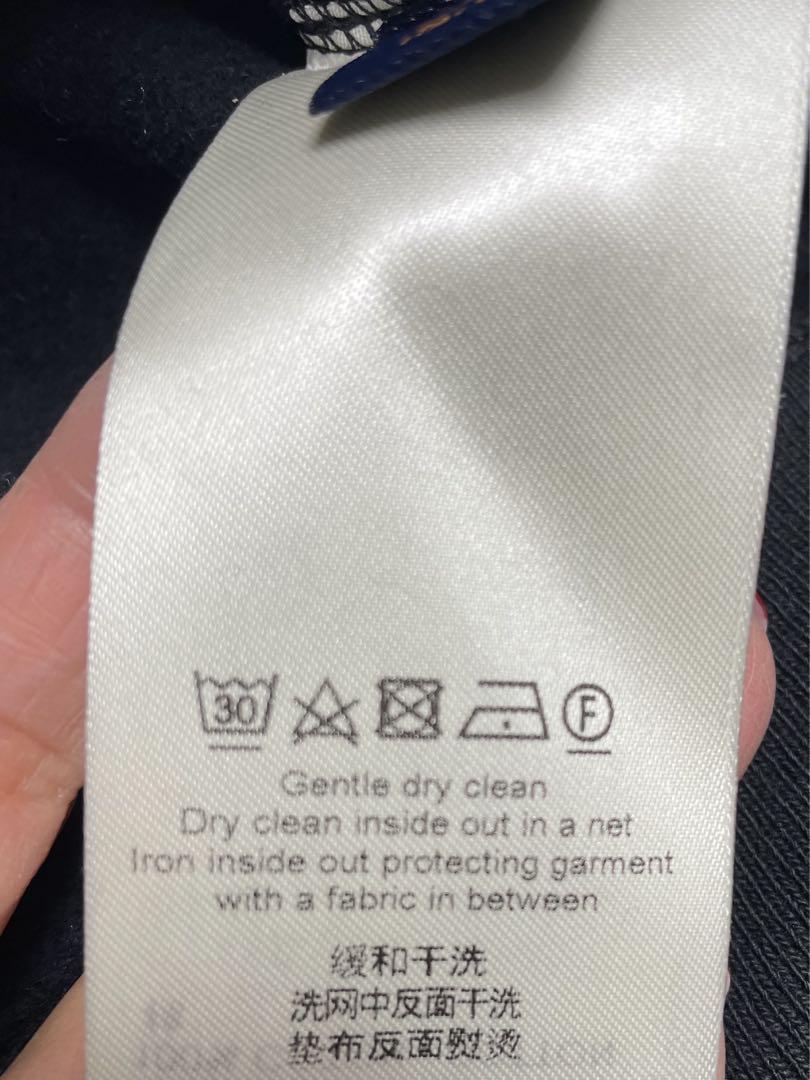 30 F
Gentle dry clean
Dry clean inside out in a net
Iron inside out protecting garment
with a fabric in between
缓和干洗
洗网中反面干洗
垫布反面熨烫